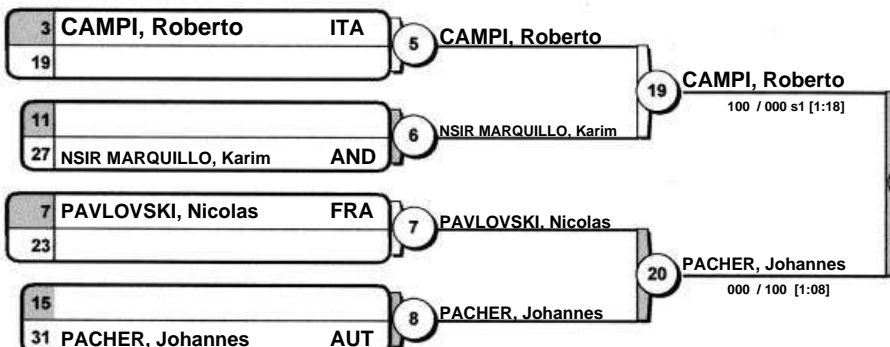 3 CAMPI, Roberto ITA
19
5
CAMPI, Roberto
11
27 NSIR MARQUILLO, Karim AND
6
NSIR MARQUILLO, Karim
19
CAMPI, Roberto
100 / 000 s1 [1:18]
7 PAVLOVSKI, Nicolas FRA
23
7
PAVLOVSKI, Nicolas
15
31 PACHER, Johannes AUT
8
PACHER, Johannes
20
PACHER, Johannes
000 / 100 [1:08]